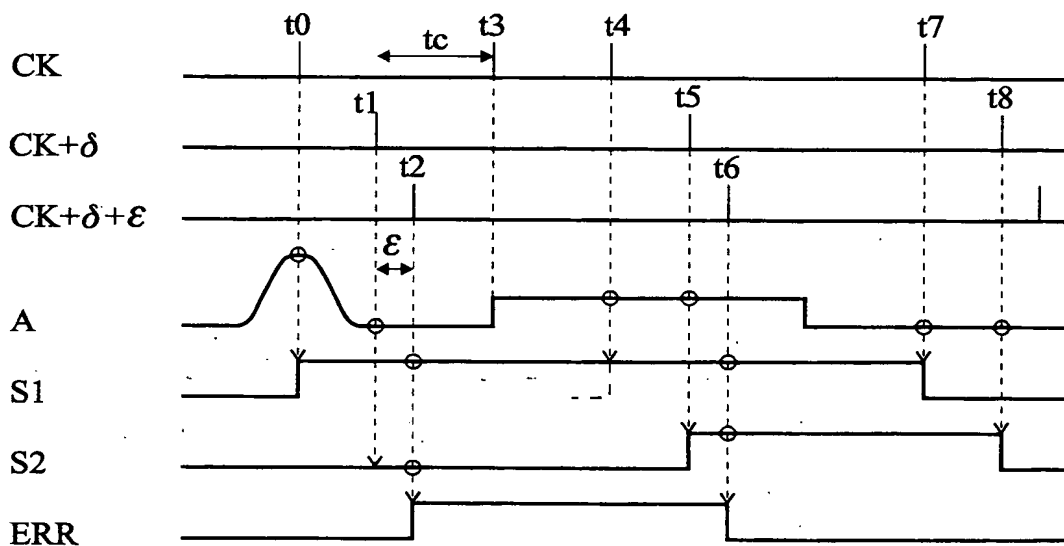 t0 t3 t4 t7
tc
CK
t1 t5 t8
CK+δ
t2 t6
CK+δ+ε
ε
A
S1
S2
ERR